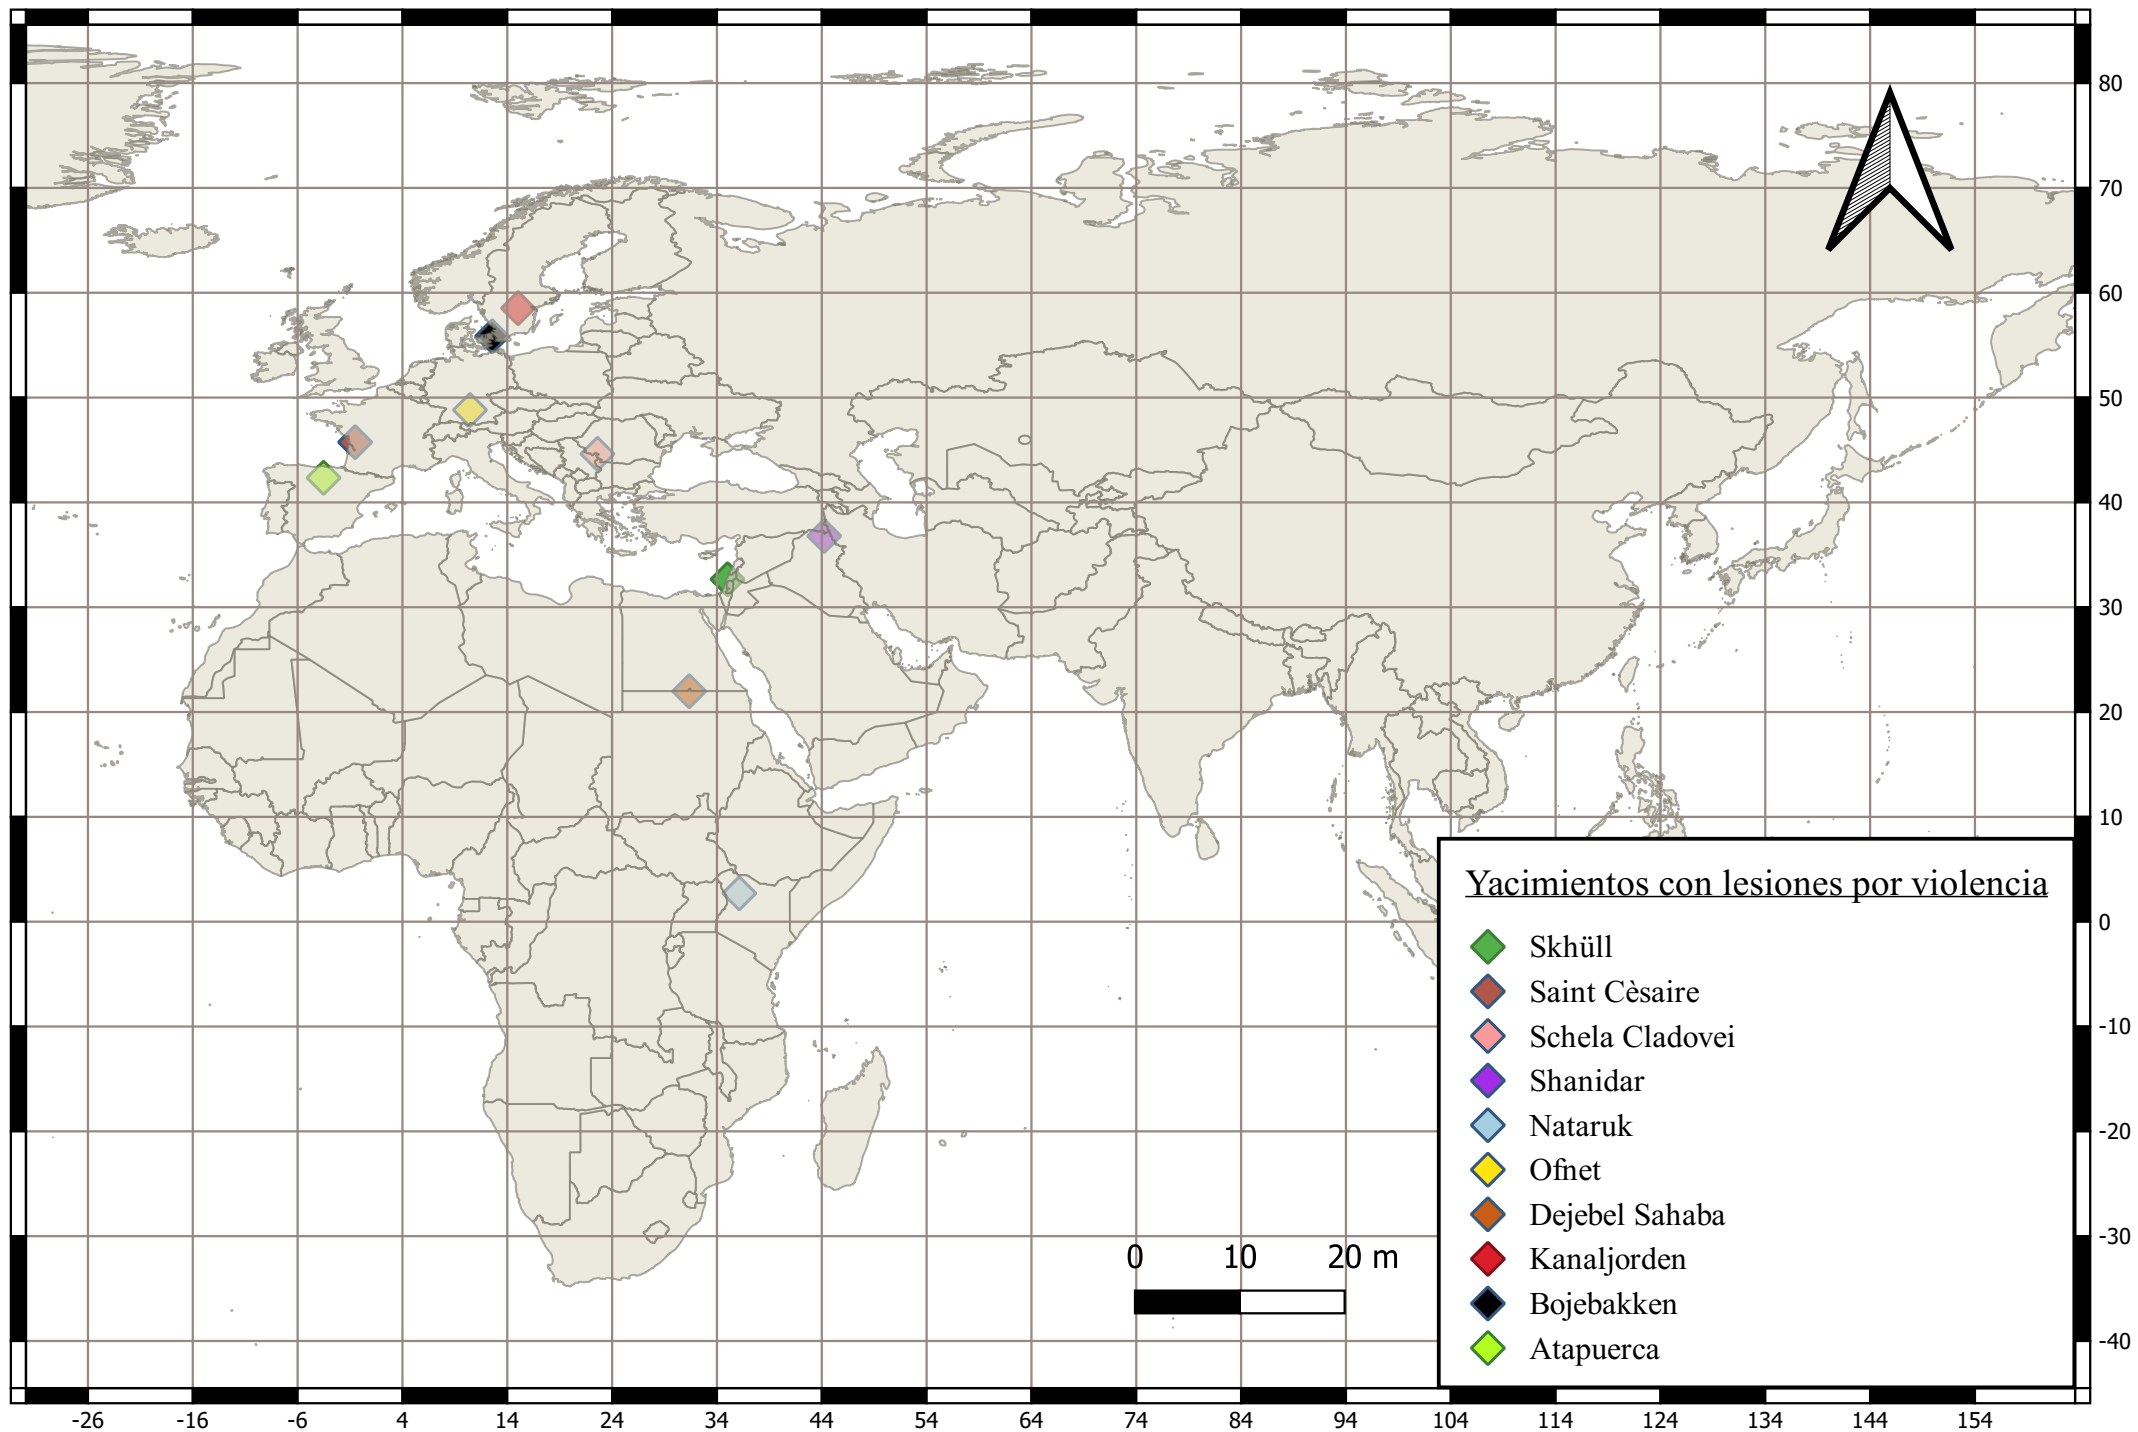 80
70
60
50
40
30
20
10
0
-10
-20
-30
-40
Yacimientos con lesiones por violencia
Skhüll
Saint Cèsaire
Schela Cladovei
Shanidar
Nataruk
Ofnet
Dejebel Sahaba
Kanaljorden
Bojebakken
Atapuerca
0 10 20 m
-26 -16 -6 4 14 24 34 44 54 64 74 84 94 104 114 124 134 144 154